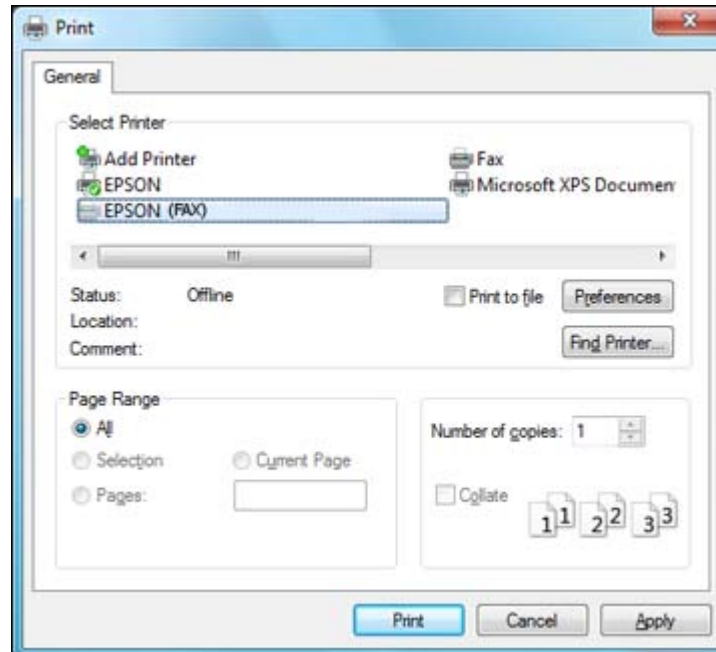 Print
General
Select Printer
Add Printer
EPSON
EPSON (FAX)
Fax
Microsoft XPS Documen
Status: Offline
Location:
Comment:
Print to file
Preferences
Find Printer...
Page Range
All
Selection
Current Page
Pages:
Number of copies: 1
Collate
1 1 2 2 3 3
Print Cancel Apply